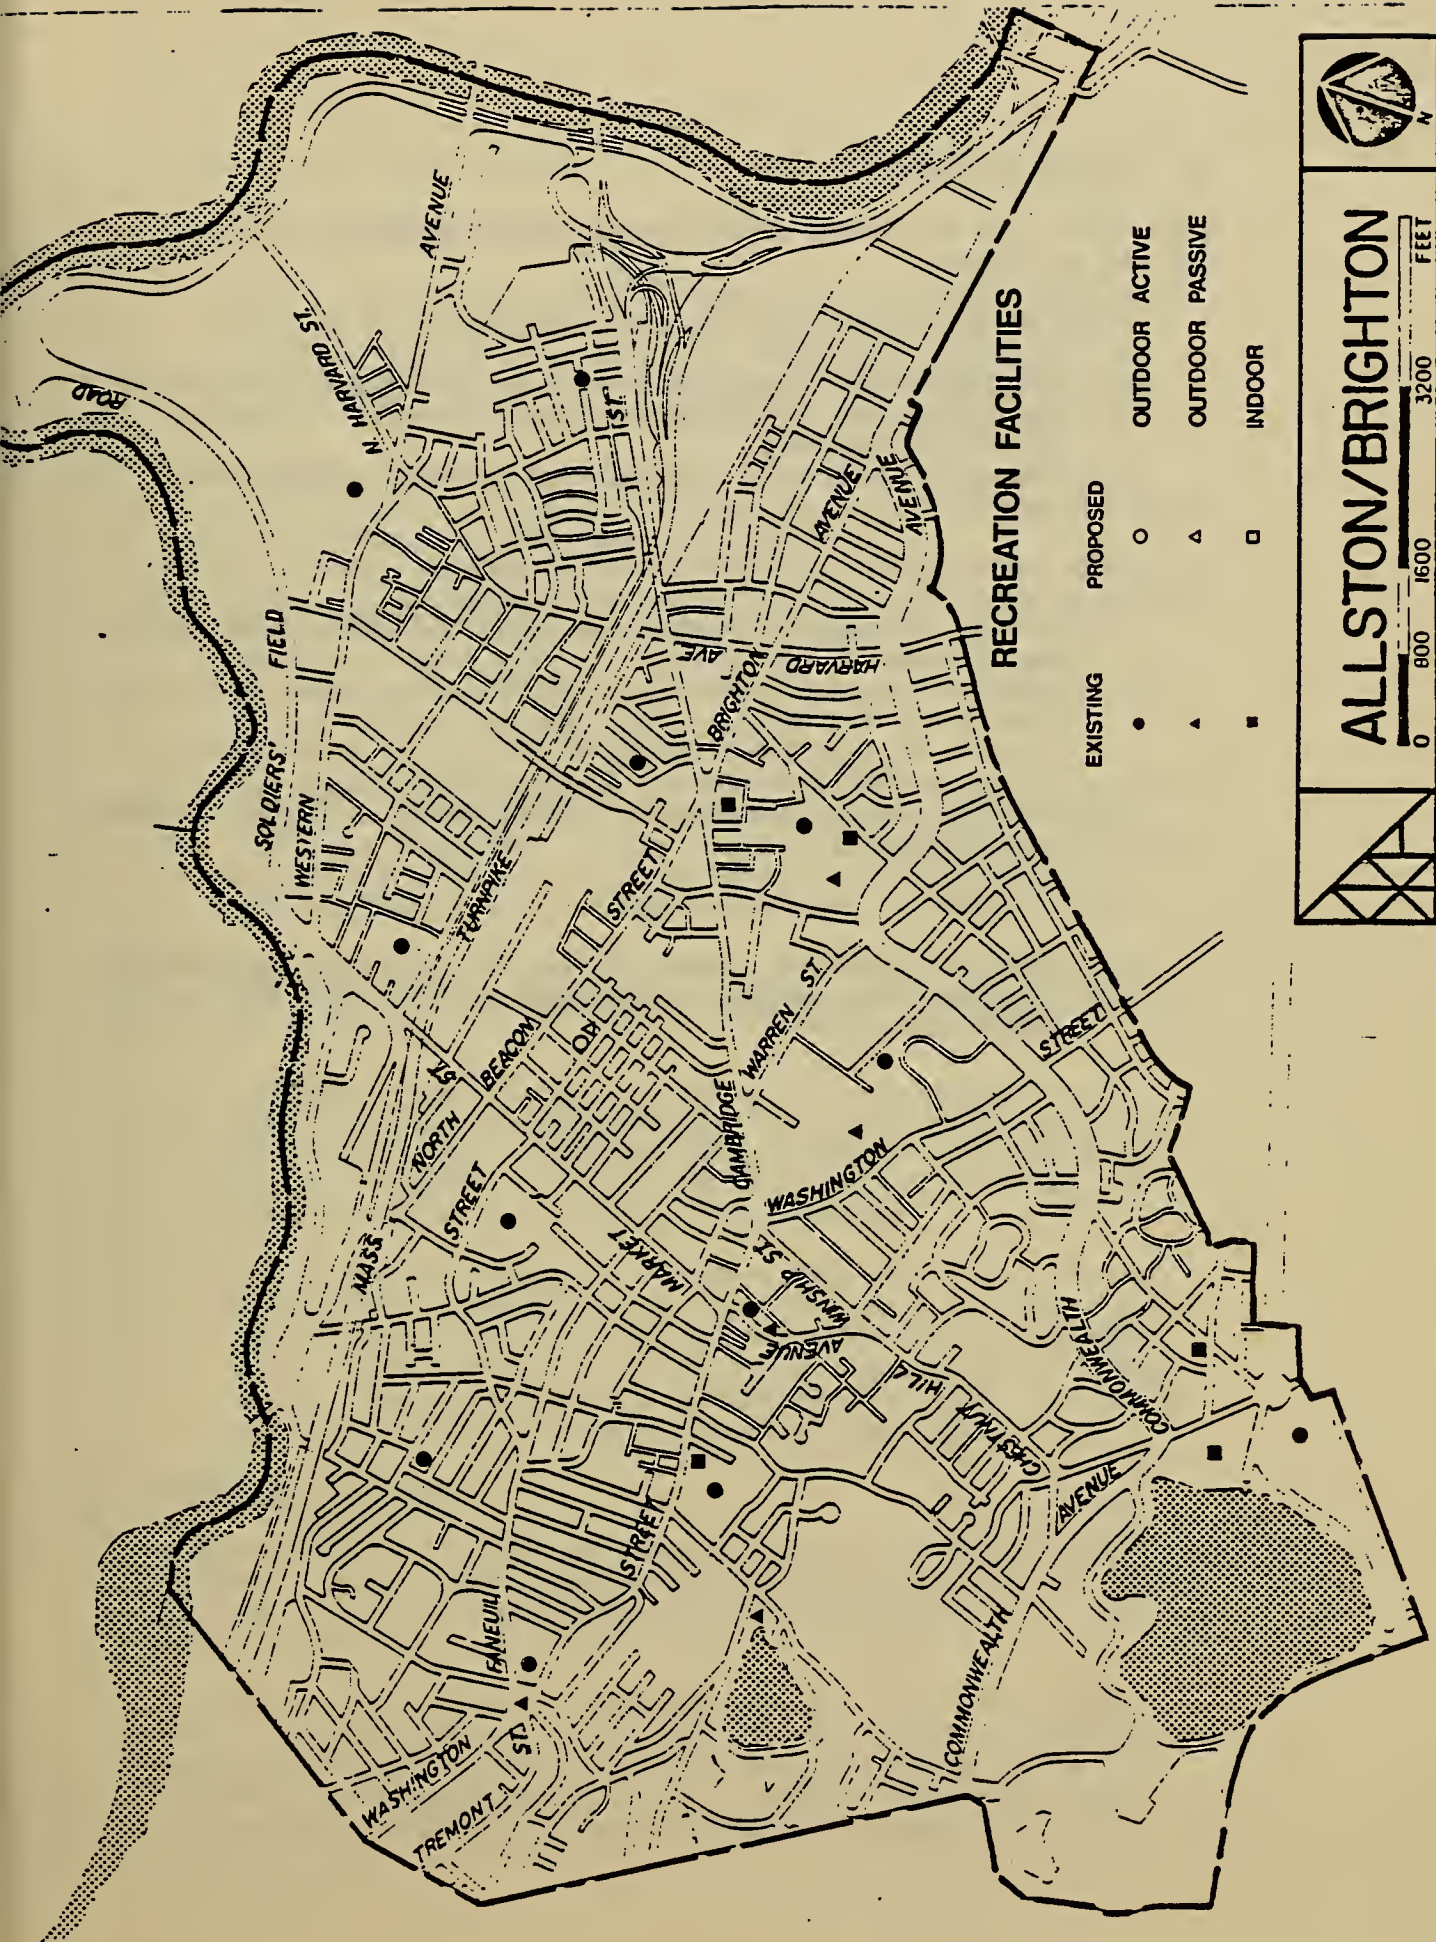 ROAD
N HARVARD ST.
AVENUE
ST.
SOLDIERS'
FIELD
WESTERN
TURNPIKE
MASS
ST.
NORTH
BEACON
STREET
STREET
MARKET
CAMBRIDGE
WARREN
ST.
BRIGHTON
AVENUE
AVENUE
HARVARD
AVE
WASHINGTON
STREET
WINSHIP ST.
CHESTNUT
HILL
AVENUE
COMMONWEALTH
COMMONWEALTH
AVENUE
COMMONWEALTH
FANEUIL
STREET
WASHINGTON
ST.
TREMONT
RECREATION FACILITIES
EXISTING PROPOSED
OUTDOOR ACTIVE
OUTDOOR PASSIVE
INDOOR
ALLSTON/BRIGHTON
0 800 1600 3200 FEET
N